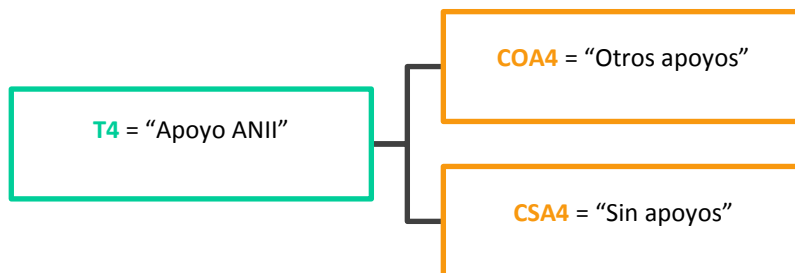 T4 = “Apoyo ANII”
COA4 = “Otros apoyos”
CSA4 = “Sin apoyos”